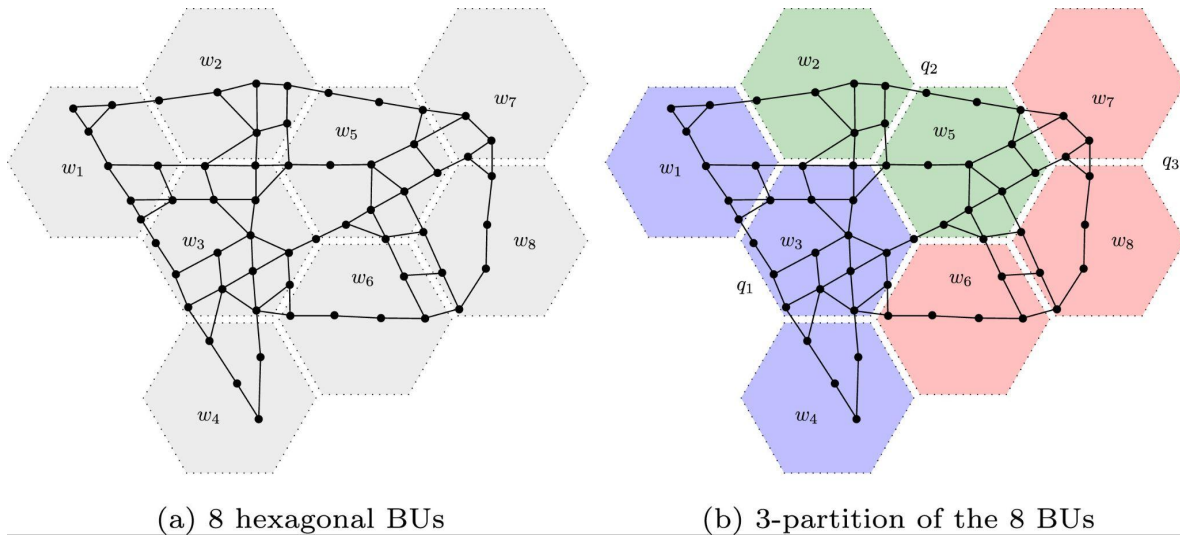 w₂
w₇
w₅
w₁
w₃
w₈
w₆
w₄
w₂
q₂
w₇
w₅
w₁
q₃
w₃
w₈
q₁
w₆
w₄
(a) 8 hexagonal BUs
(b) 3-partition of the 8 BUs